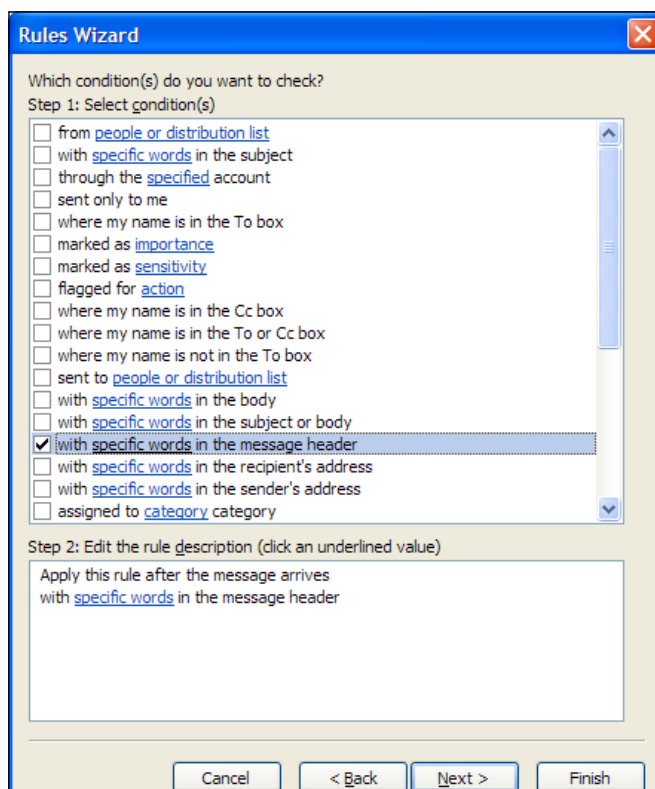 Rules Wizard
Which condition(s) do you want to check?
Step 1: Select condition(s)
from people or distribution list
with specific words in the subject
through the specified account
sent only to me
where my name is in the To box
marked as importance
marked as sensitivity
flagged for action
where my name is in the Cc box
where my name is in the To or Cc box
where my name is not in the To box
sent to people or distribution list
with specific words in the body
with specific words in the subject or body
with specific words in the message header
with specific words in the recipient's address
with specific words in the sender's address
assigned to category category
Step 2: Edit the rule description (click an underlined value)
Apply this rule after the message arrives
with specific words in the message header
Cancel < Back Next > Finish